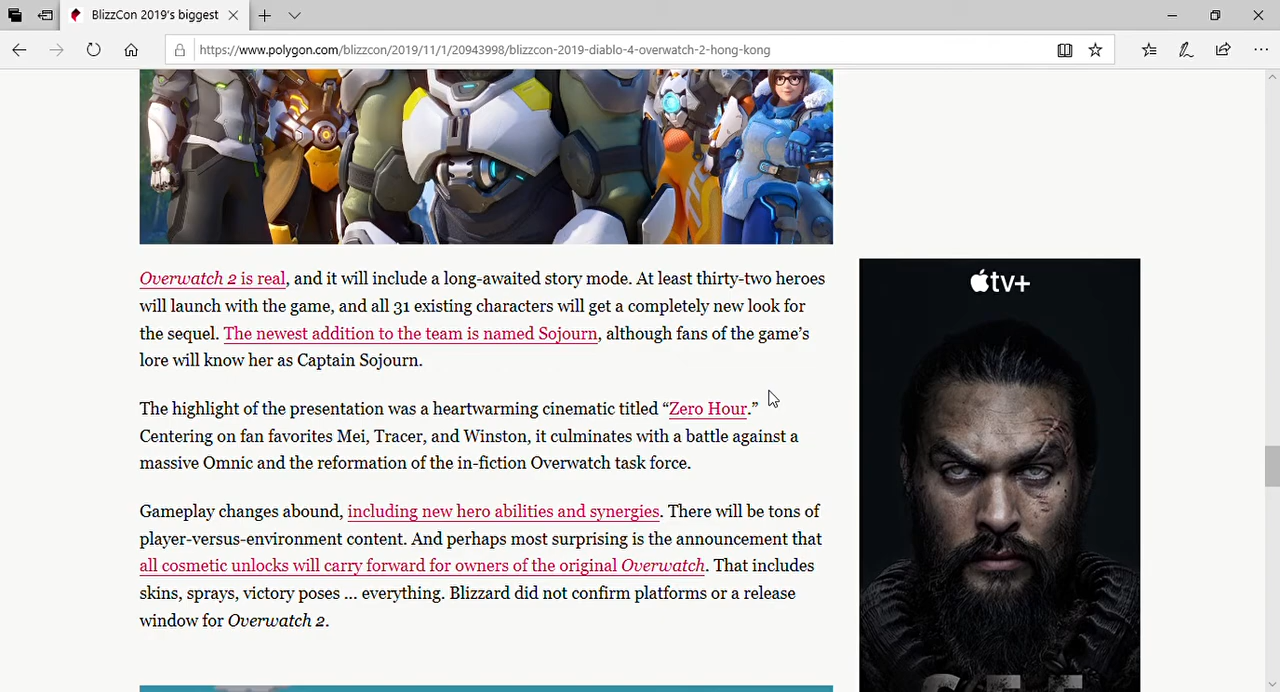 BlizzCon 2019's biggest
https://www.polygon.com/blizzcon/2019/11/1/20943998/blizzcon-2019-diablo-4-overwatch-2-hong-kong
Overwatch 2 is real, and it will include a long-awaited story mode. At least thirty-two heroes
will launch with the game, and all 31 existing characters will get a completely new look for
the sequel. The newest addition to the team is named Sojourn, although fans of the game’s
lore will know her as Captain Sojourn.
The highlight of the presentation was a heartwarming cinematic titled “Zero Hour.”
Centering on fan favorites Mei, Tracer, and Winston, it culminates with a battle against a
massive Omnic and the reformation of the in-fiction Overwatch task force.
Gameplay changes abound, including new hero abilities and synergies. There will be tons of
player-versus-environment content. And perhaps most surprising is the announcement that
all cosmetic unlocks will carry forward for owners of the original Overwatch. That includes
skins, sprays, victory poses ... everything. Blizzard did not confirm platforms or a release
window for Overwatch 2.
tv+